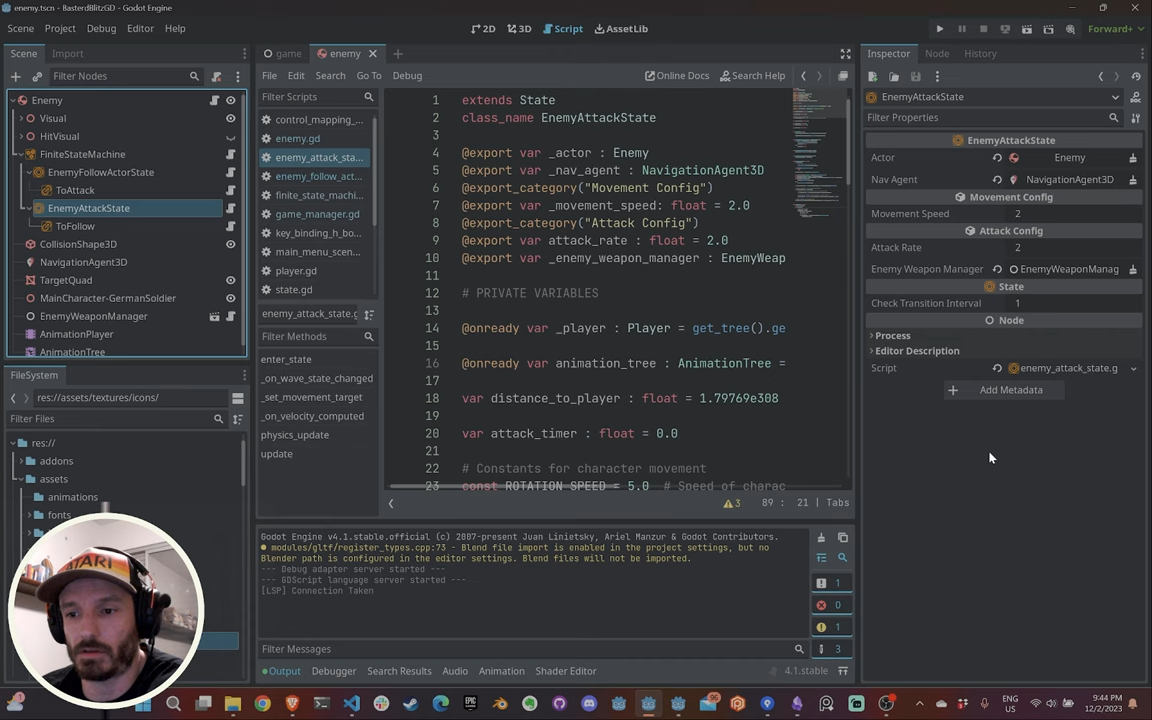 enemy.tscn - BasterdBlitzGD - Godot Engine
Scene Project Debug Editor Help
2D 3D Script AssetLib
Forward+
Scene Import
Filter Nodes
Enemy
Visual
HitVisual
FiniteStateMachine
EnemyFollowActorState
ToAttack
EnemyAttackState
ToFollow
CollisionShape3D
NavigationAgent3D
TargetQuad
MainCharacter-GermanSoldier
EnemyWeaponManager
AnimationPlayer
AnimationTree
FileSystem
res://assets/textures/icons/
Filter Files
res://
addons
assets
animations
fonts
game enemy
File Edit Search Go To Debug
Online Docs Search Help
Filter Scripts
control_mapping_...
enemy.gd
enemy_attack_sta...
enemy_follow_act...
finite_state_machi...
game_manager.gd
key_binding_h_bo...
main_menu_scen...
player.gd
state.gd
enemy_attack_state.g
Filter Methods
enter_state
_on_wave_state_changed
_set_movement_target
_on_velocity_computed
physics_update
update
1 extends State
2 class_name EnemyAttackState
3
4 @export var _actor : Enemy
5 @export var _nav_agent : NavigationAgent3D
6 @export_category("Movement Config")
7 @export var _movement_speed: float = 2.0
8 @export_category("Attack Config")
9 @export var attack_rate : float = 2.0
10 @export var _enemy_weapon_manager : EnemyWeap
11
12 # PRIVATE VARIABLES
13
14 @onready var _player : Player = get_tree().ge
15
16 @onready var animation_tree : AnimationTree =
17
18 var distance_to_player : float = 1.79769e308
19
20 var attack_timer : float = 0.0
21
22 # Constants for character movement
23 const ROTATION_SPEED = 5.0 # Speed of charac
3 89 : 21 | Tabs
Godot Engine v4.1.stable.official (c) 2007-present Juan Linietsky, Ariel Manzur & Godot Contributors.
modules/gltf/register_types.cpp:73 - Blend file import is enabled in the project settings, but no
Blender path is configured in the editor settings. Blend files will not be imported.
--- Debug adapter server started ---
--- GDScript language server started ---
[LSP] Connection Taken
1
0
1
3
Filter Messages
Output Debugger Search Results Audio Animation Shader Editor
4.1.stable
Inspector Node History
EnemyAttackState
Filter Properties
EnemyAttackState
Actor Enemy
Nav Agent NavigationAgent3D
Movement Config
Movement Speed 2
Attack Config
Attack Rate 2
Enemy Weapon Manager EnemyWeaponManag
State
Check Transition Interval 1
Node
Process
Editor Description
Script enemy_attack_state.g
Add Metadata
ATARI
1
EPIC
96
ENG
US
9:44 PM
12/2/2023